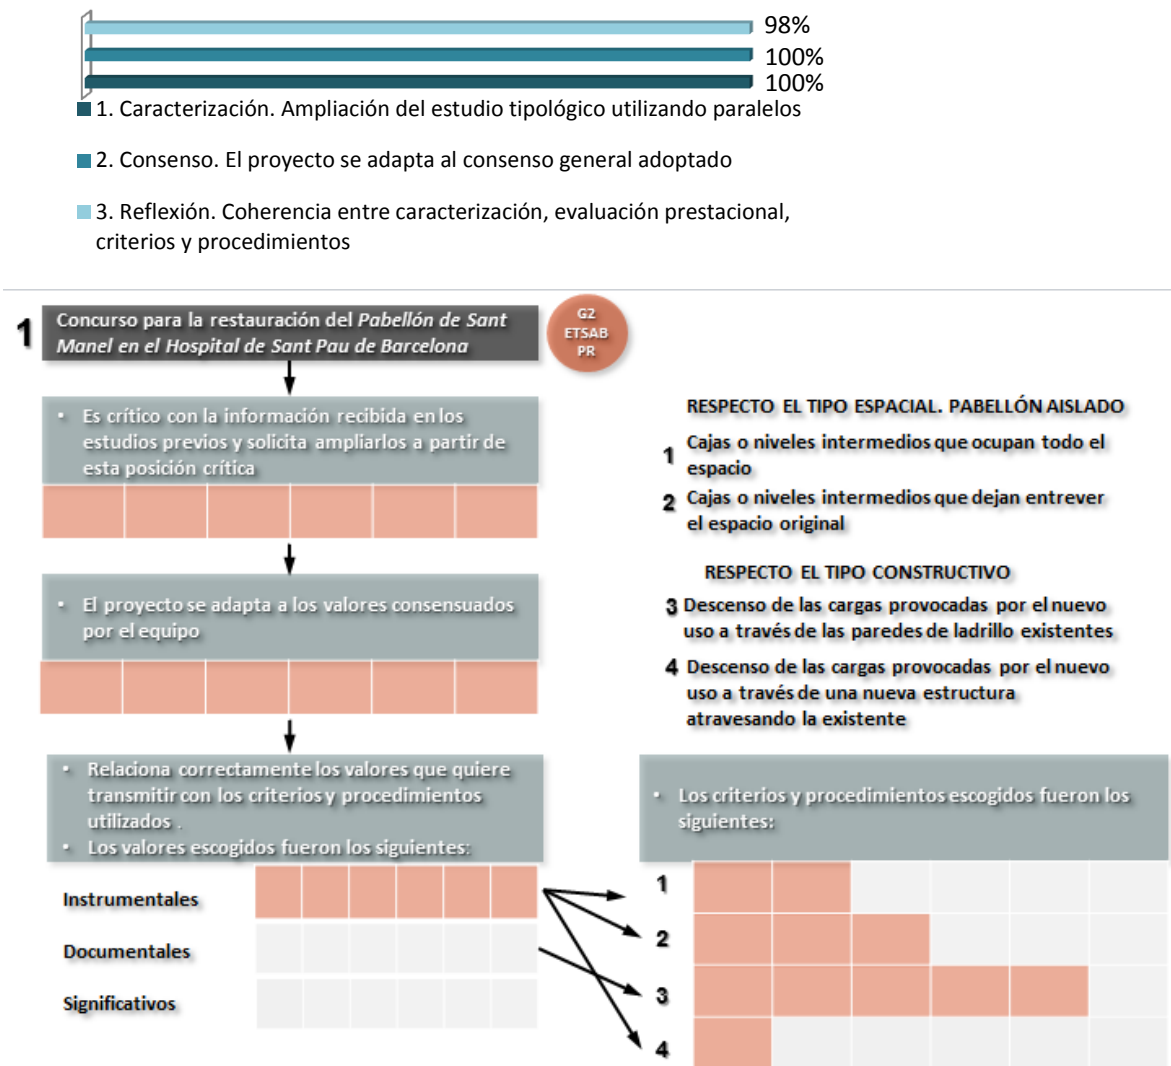 98%
100%
100%
1. Caracterización. Ampliación del estudio tipológico utilizando paralelos
2. Consenso. El proyecto se adapta al consenso general adoptado
3. Reflexión. Coherencia entre caracterización, evaluación prestacional,
criterios y procedimientos
1
Concurso para la restauración del Pabellón de Sant
Manel en el Hospital de Sant Pau de Barcelona
G2
ETSAB
PR
• Es crítico con la información recibida en los
estudios previos y solicita ampliarlos a partir de
esta posición crítica
• El proyecto se adapta a los valores consensuados
por el equipo
• Relaciona correctamente los valores que quiere
transmitir con los criterios y procedimientos
utilizados .
• Los valores escogidos fueron los siguientes:
Instrumentales
Documentales
Significativos
RESPECTO EL TIPO ESPACIAL. PABELLÓN AISLADO
1 Cajas o niveles intermedios que ocupan todo el
espacio
2 Cajas o niveles intermedios que dejan entrever
el espacio original
RESPECTO EL TIPO CONSTRUCTIVO
3 Descenso de las cargas provocadas por el nuevo
uso a través de las paredes de ladrillo existentes
4 Descenso de las cargas provocadas por el nuevo
uso a través de una nueva estructura
atravesando la existente
• Los criterios y procedimientos escogidos fueron los
siguientes:
1
2
3
4